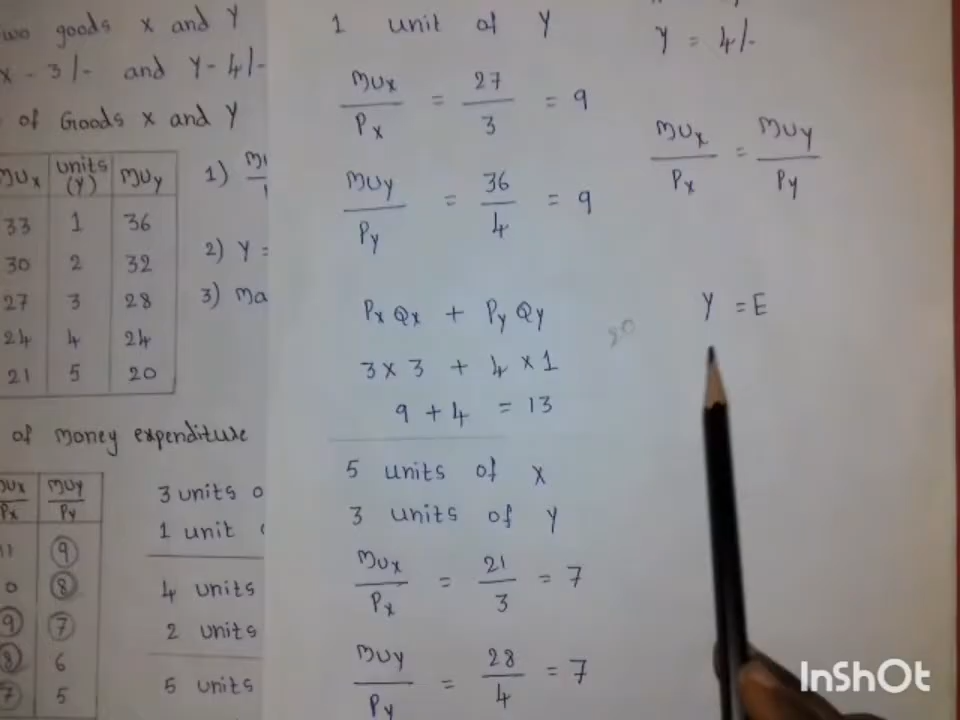 two goods X and Y
X - 3/- and Y - 4/-
of Goods X and Y
MUx units (Y) MUy
33 1 36
30 2 32
27 3 28
24 4 24
21 5 20
1)
2) Y =
3) Ma
of money expenditure
MUx/Px MUy/Py
11 9
0 8
9 7
8 6
7 5
3 units o
1 unit
4 units
2 units
5 units
1 unit of Y
MUx/Px = 27/3 = 9
MUy/Py = 36/4 = 9
PxQx + PyQy
3 x 3 + 4 x 1
9 + 4 = 13
5 units of X
3 units of Y
MUx/Px = 21/3 = 7
MUy/Py = 28/4 = 7
Y = 4/-
MUx/Px = MUy/Py
Y = E
InShOt